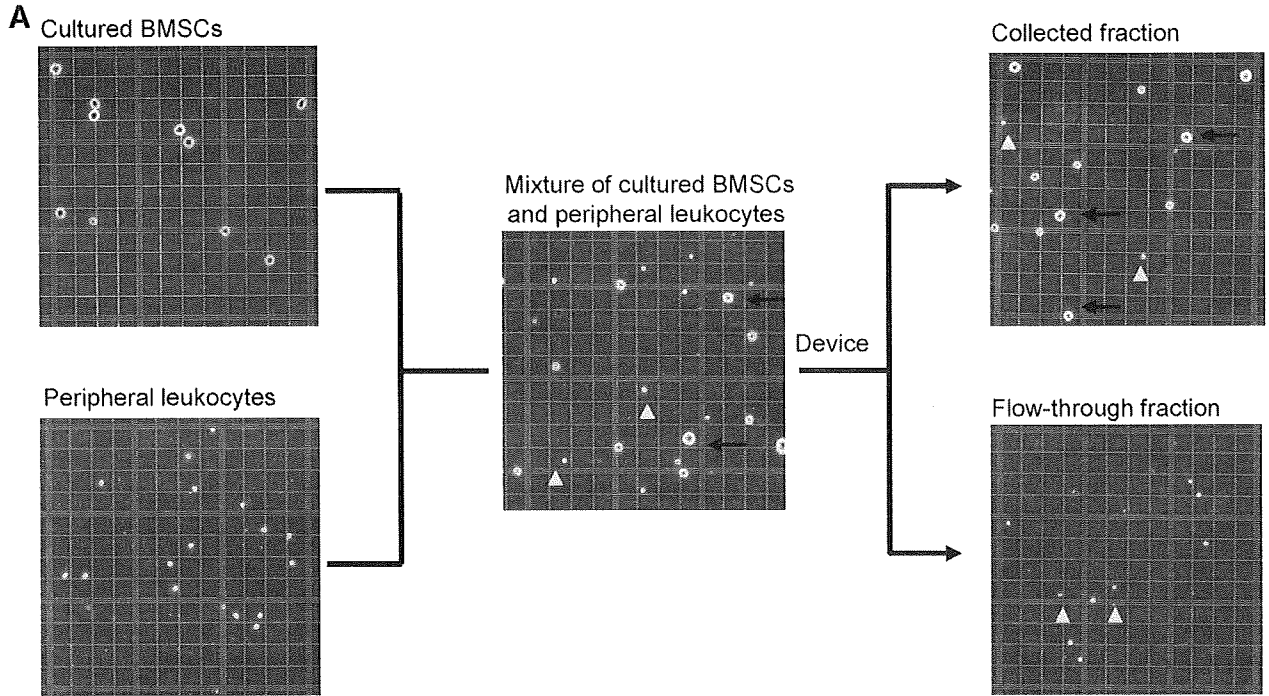 A
Cultured BMSCs
Peripheral leukocytes
Mixture of cultured BMSCs
and peripheral leukocytes
Device
Collected fraction
Flow-through fraction